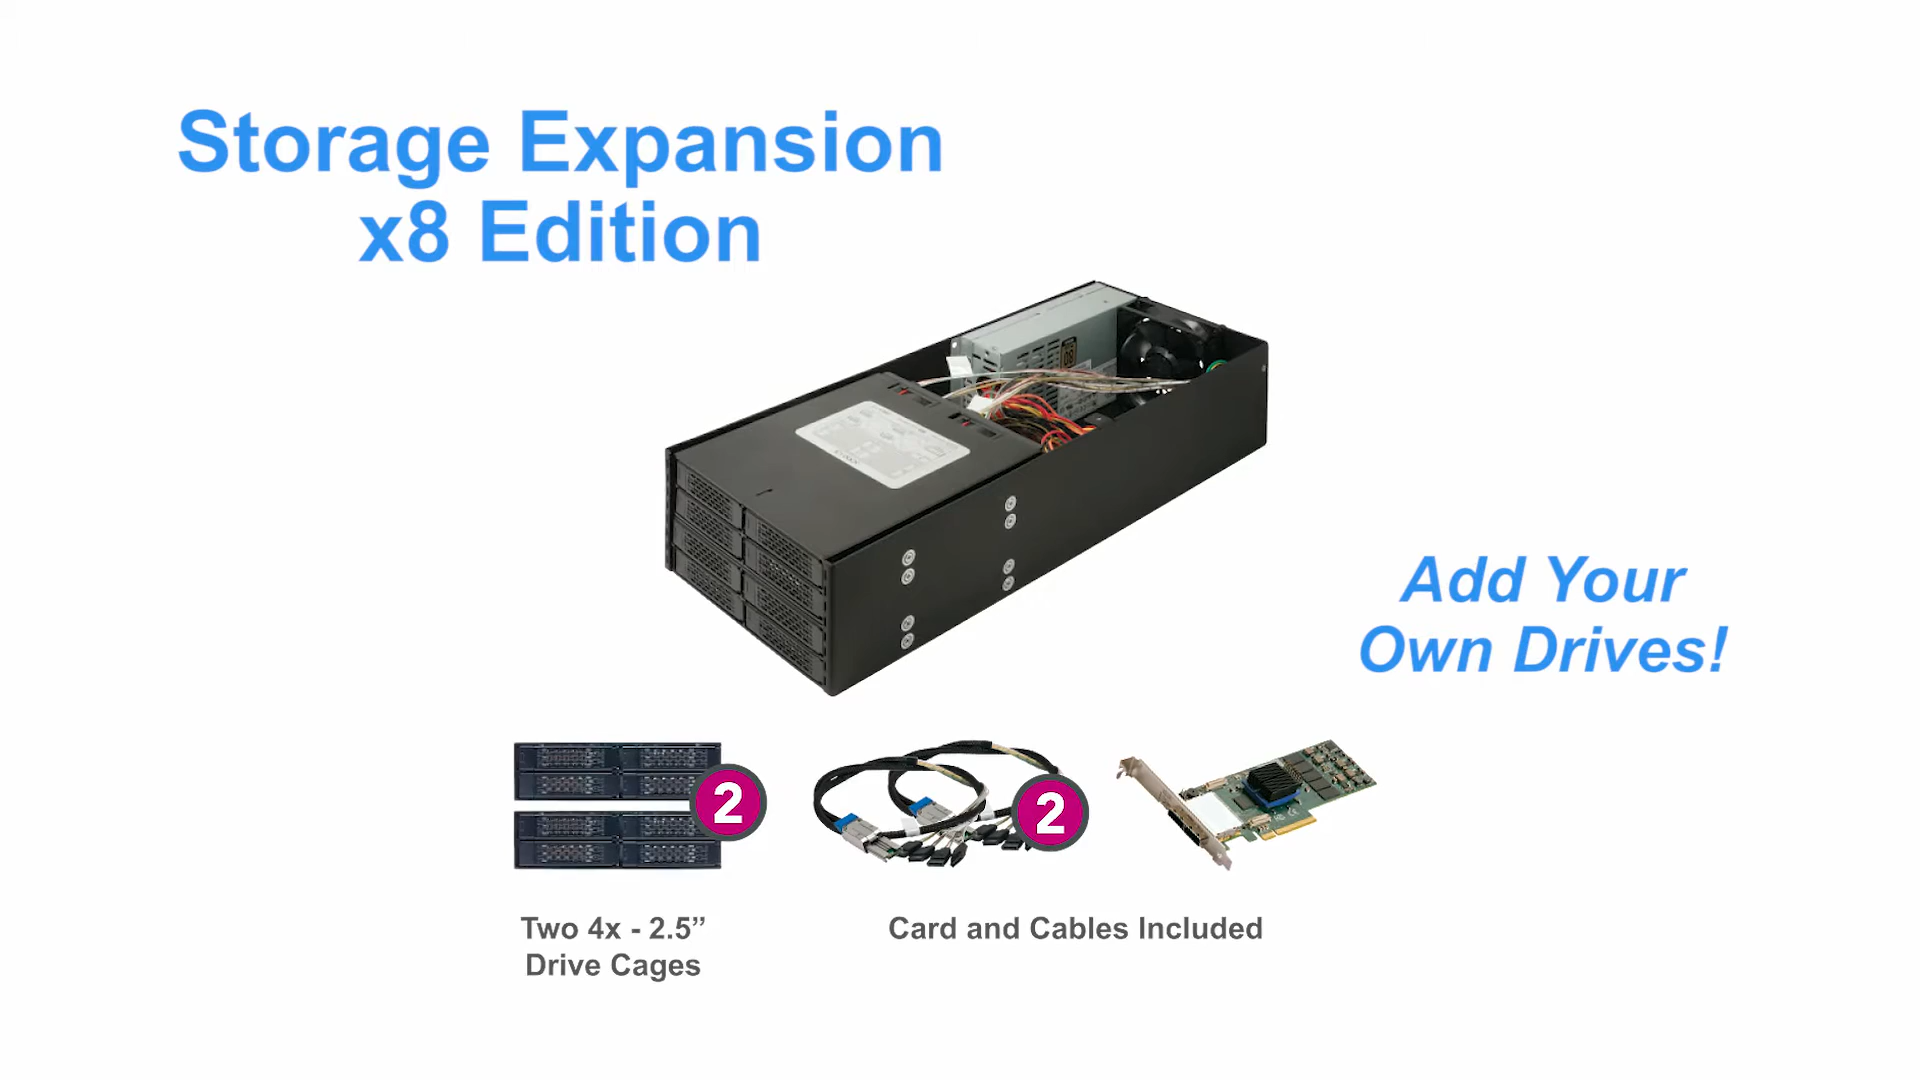 Storage Expansion
x8 Edition
Add Your
Own Drives!
2
2
Two 4x - 2.5”
Drive Cages
Card and Cables Included